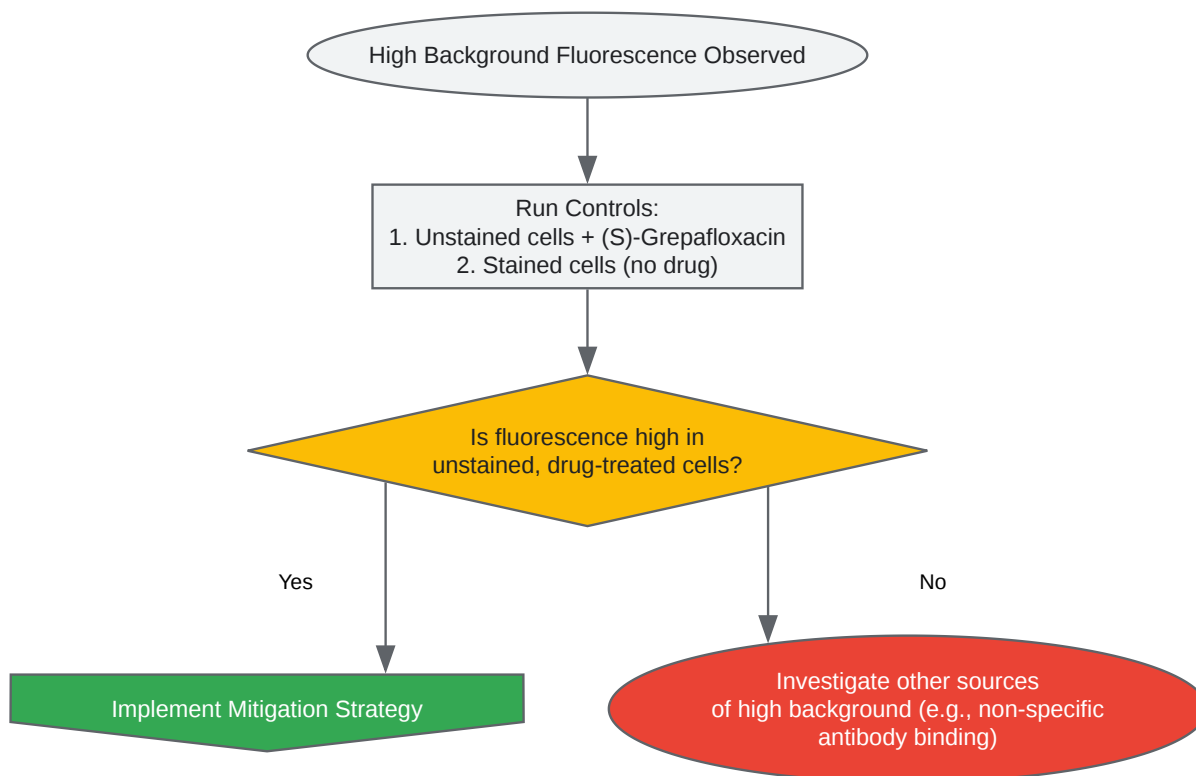 High Background Fluorescence Observed
Run Controls:
1. Unstained cells + (S)-Grepafloxacin
2. Stained cells (no drug)
Is fluorescence high in
unstained, drug-treated cells?
Yes
No
Implement Mitigation Strategy
Investigate other sources
of high background (e.g., non-specific
antibody binding)